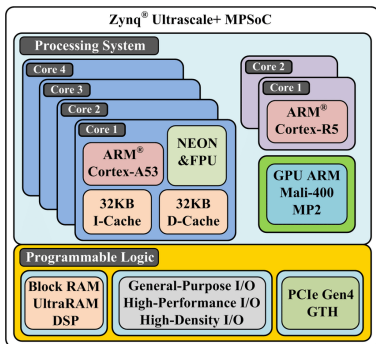 Zynq® Ultrascale+ MPSoC
Processing System
Core 4
Core 3
Core 2
Core 1
ARM®
Cortex-A53
NEON
&FPU
32KB
I-Cache
32KB
D-Cache
Core 2
Core 1
ARM®
Cortex-R5
GPU ARM
Mali-400
MP2
Programmable Logic
Block RAM
UltraRAM
DSP
General-Purpose I/O
High-Performance I/O
High-Density I/O
PCIe Gen4
GTH